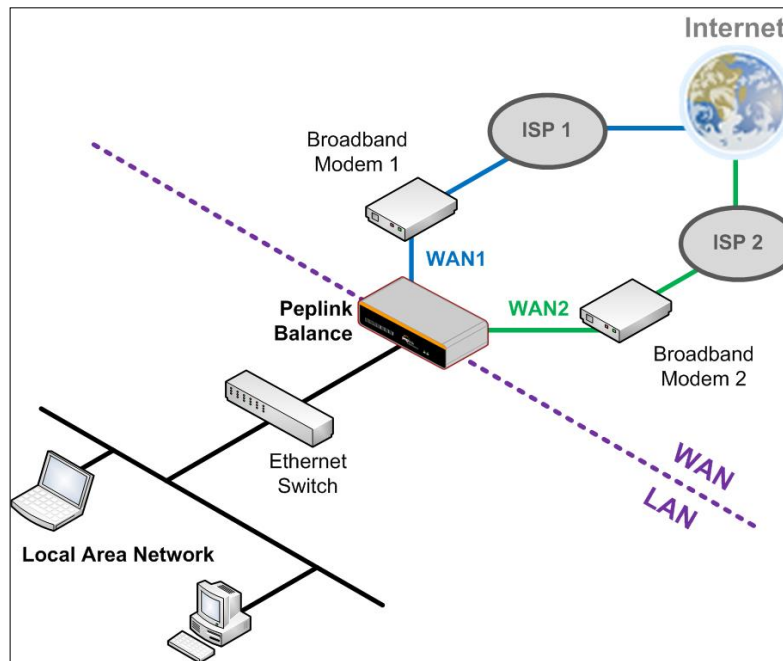 Internet
ISP 1
Broadband
Modem 1
ISP 2
WAN1
Peplink
Balance
WAN2
Broadband
Modem 2
Ethernet
Switch
WAN
LAN
Local Area Network